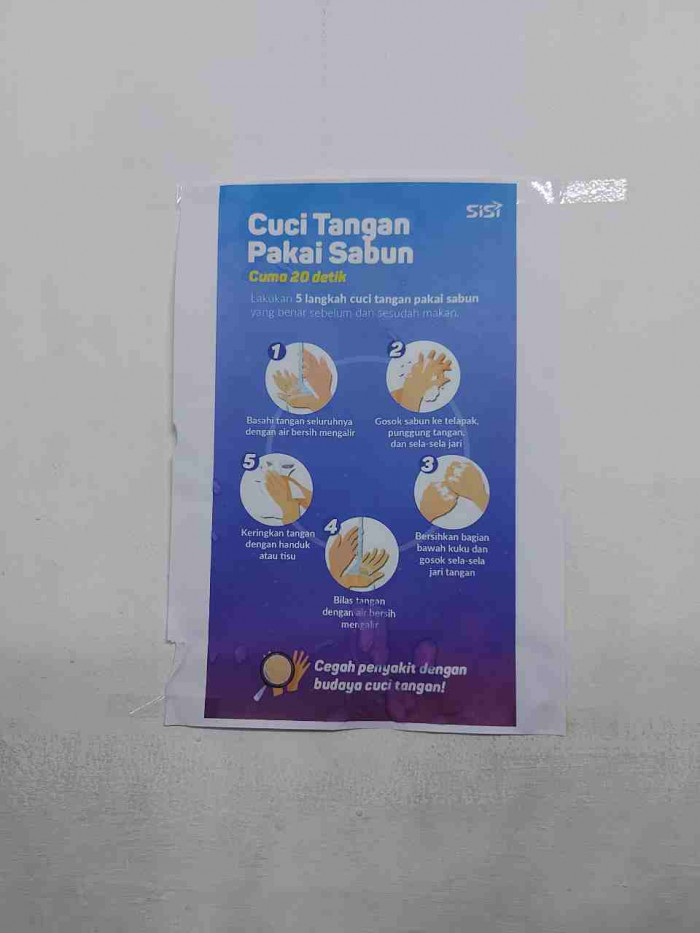 SISI
Cuci Tangan
Pakai Sabun
Cuma 20 detik
Lakukan 5 langkah cuci tangan pakai sabun
yang benar sebelum dan sesudah makan.
1
Basahi tangan seluruhnya
dengan air bersih mengalir
2
Gosok sabun ke telapak,
punggung tangan,
dan sela-sela jari
3
Bersihkan bagian
bawah kuku dan
gosok sela-sela
jari tangan
4
Bilas tangan
dengan air bersih
mengalir
5
Keringkan tangan
dengan handuk
atau tisu
Cegah penyakit dengan
budaya cuci tangan!